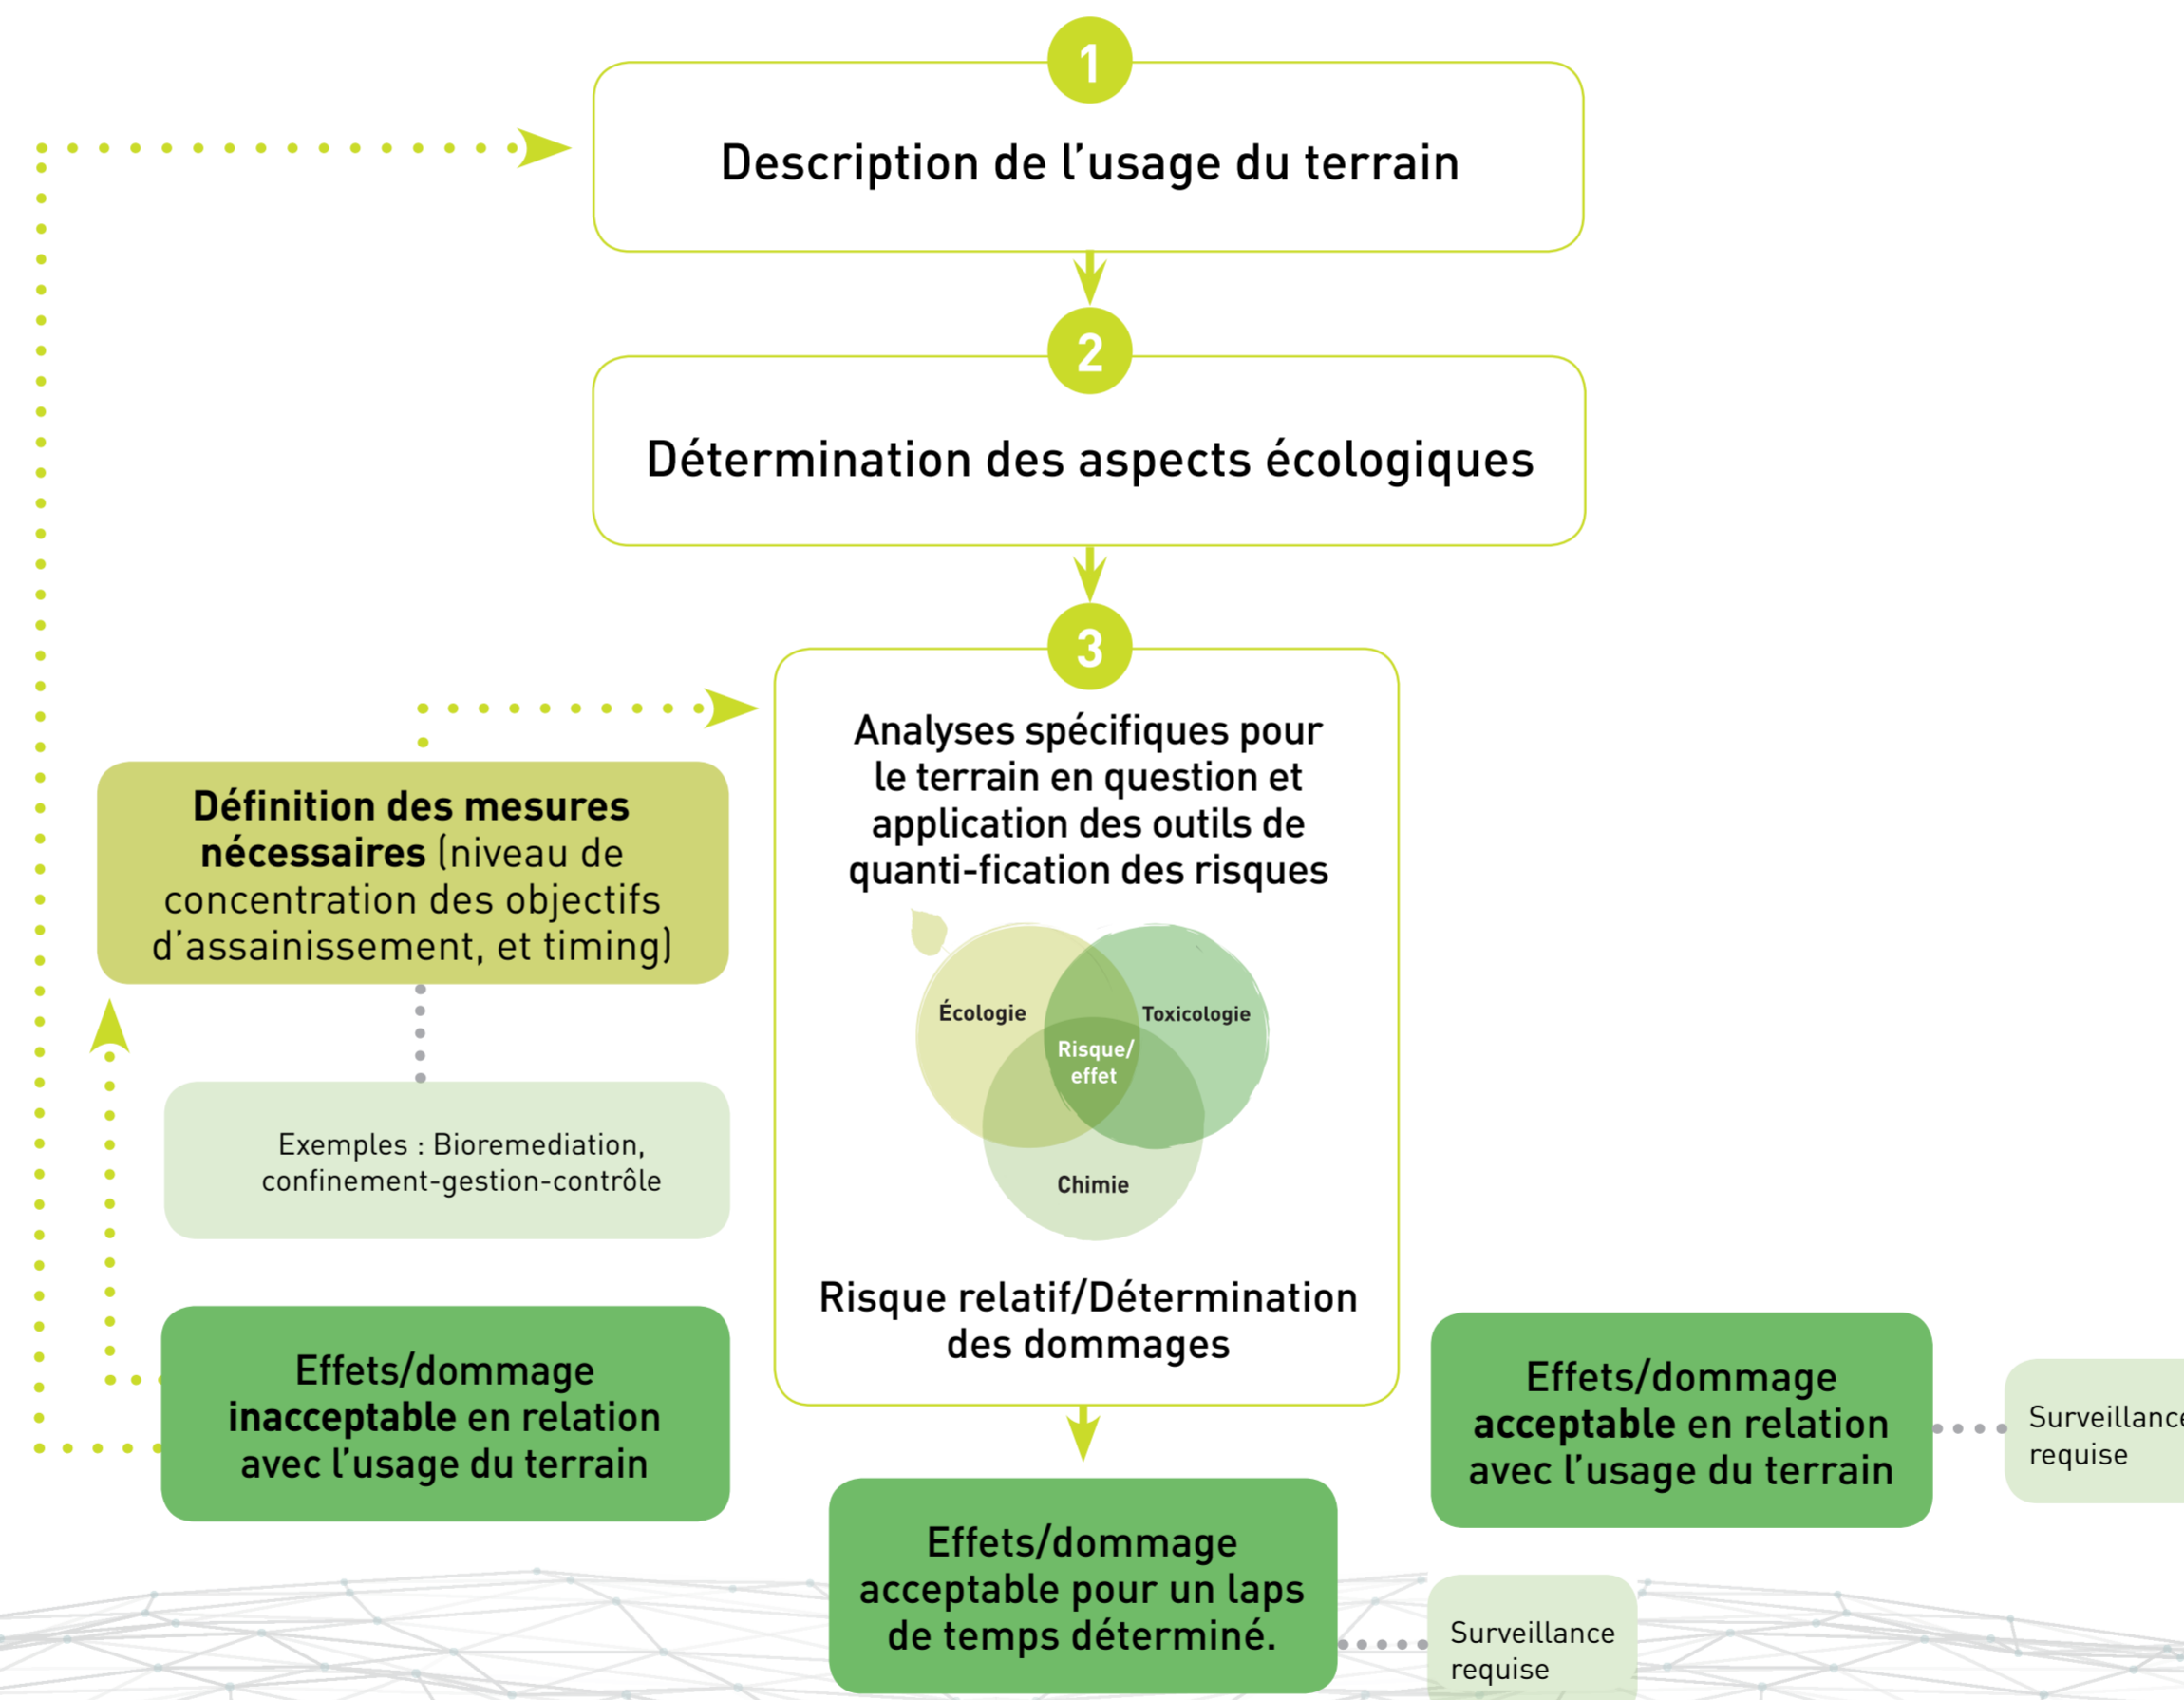 1
Description de l’usage du terrain
2
Détermination des aspects écologiques
3
Analyses spécifiques pour
le terrain en question et
application des outils de
quanti-fication des risques
Écologie
Toxicologie
Risque/
effet
Chimie
Risque relatif/Détermination
des dommages
Définition des mesures
nécessaires (niveau de
concentration des objectifs
d’assainissement, et timing)
Exemples : Bioremediation,
confinement-gestion-contrôle
Effets/dommage
inacceptable en relation
avec l’usage du terrain
Effets/dommage
acceptable pour un laps
de temps déterminé.
Surveillance
requise
Effets/dommage
acceptable en relation
avec l’usage du terrain
Surveillance
requise